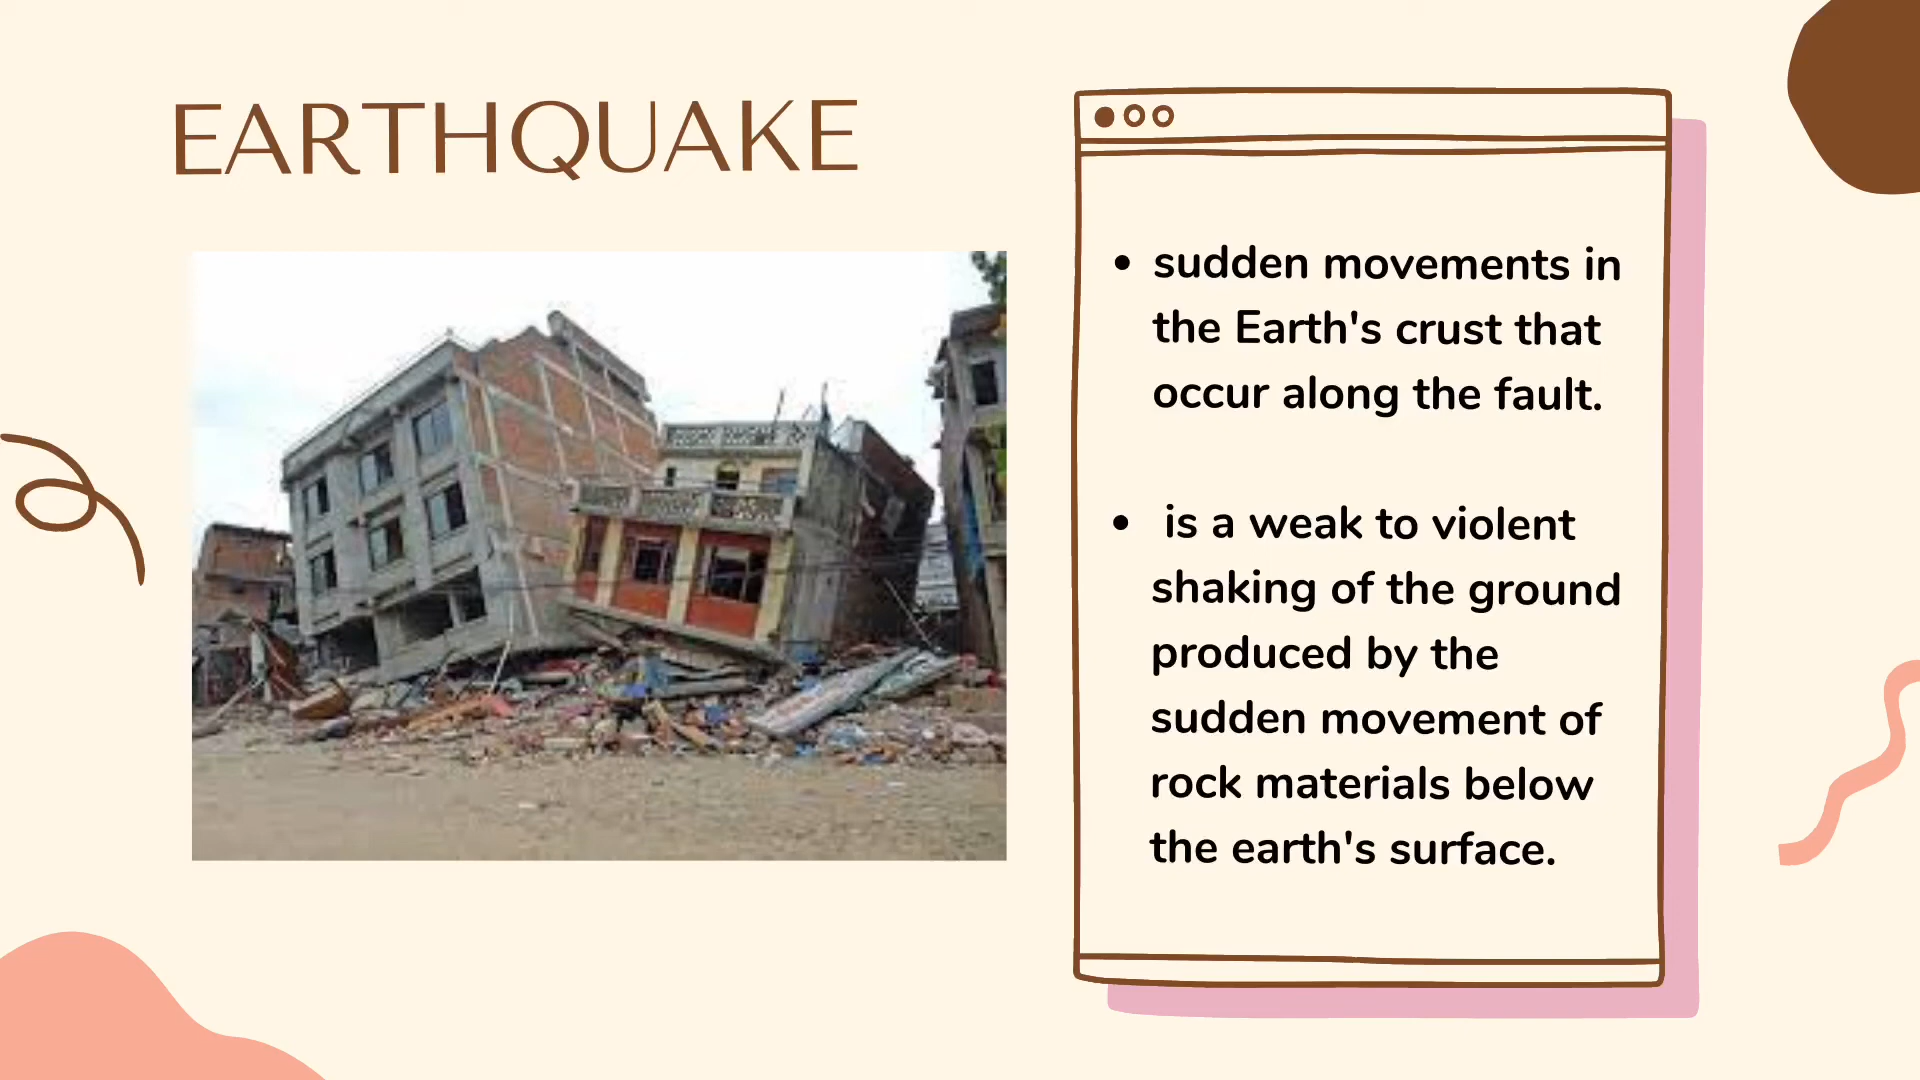 EARTHQUAKE
• sudden movements in
the Earth's crust that
occur along the fault.
• is a weak to violent
shaking of the ground
produced by the
sudden movement of
rock materials below
the earth's surface.